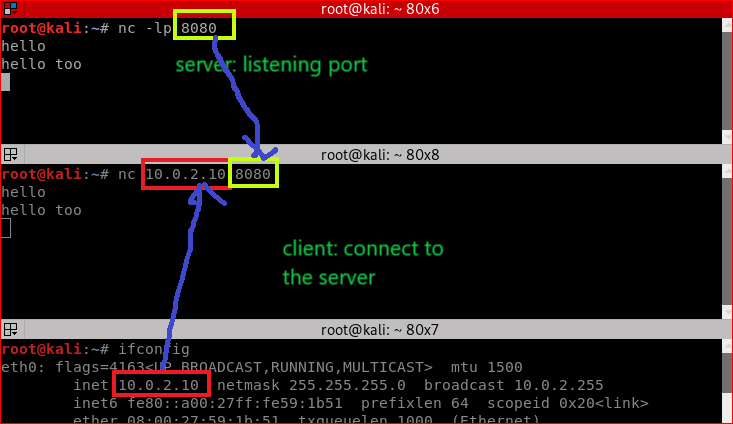 root@kali: ~ 80x6
root@kali:~# nc -lp 8080
hello
hello too
server: listening port
root@kali: ~ 80x8
root@kali:~# nc 10.0.2.10 8080
hello
hello too
client: connect to
the server
root@kali: ~ 80x7
root@kali:~# ifconfig
eth0: flags=4163<UP,BROADCAST,RUNNING,MULTICAST>  mtu 1500
inet 10.0.2.10  netmask 255.255.255.0  broadcast 10.0.2.255
inet6 fe80::a00:27ff:fe59:1b51  prefixlen 64  scopeid 0x20<link>
ether 08:00:27:59:1b:51  txqueuelen 1000  (Ethernet)